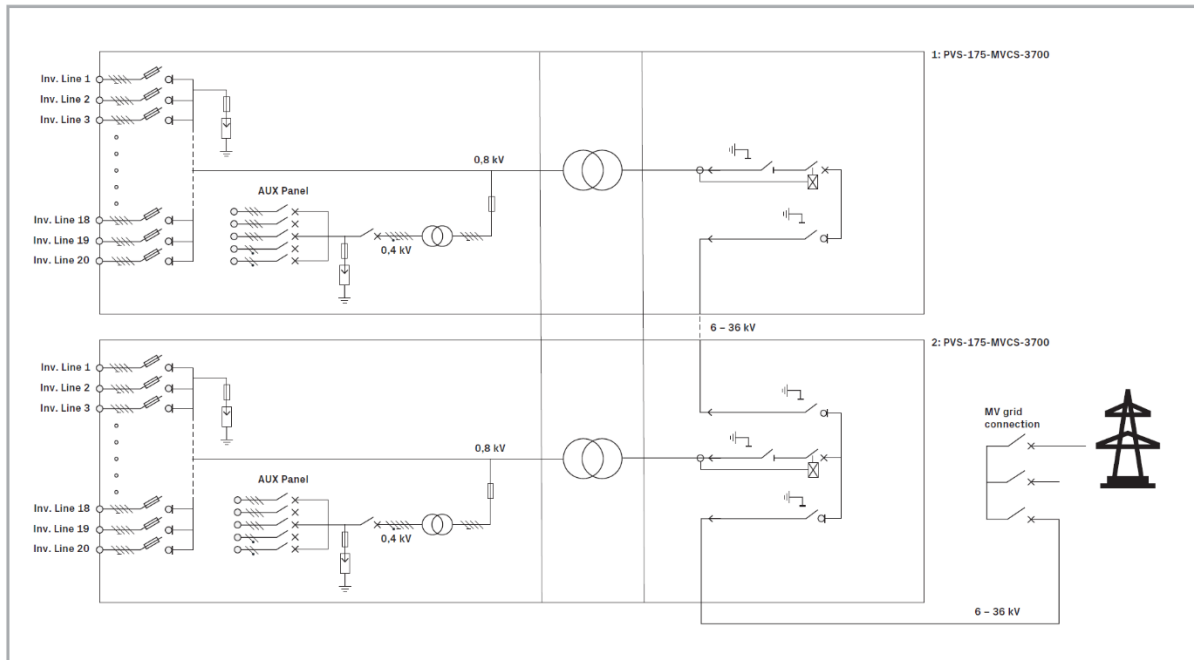 1: PVS-175-MVCS-3700
Inv. Line 1
Inv. Line 2
Inv. Line 3
0,8 kV
AUX Panel
Inv. Line 18
Inv. Line 19
0,4 kV
Inv. Line 20
6 – 36 kV
2: PVS-175-MVCS-3700
Inv. Line 1
Inv. Line 2
Inv. Line 3
MV grid
connection
0,8 kV
AUX Panel
Inv. Line 18
Inv. Line 19
0,4 kV
Inv. Line 20
6 – 36 kV